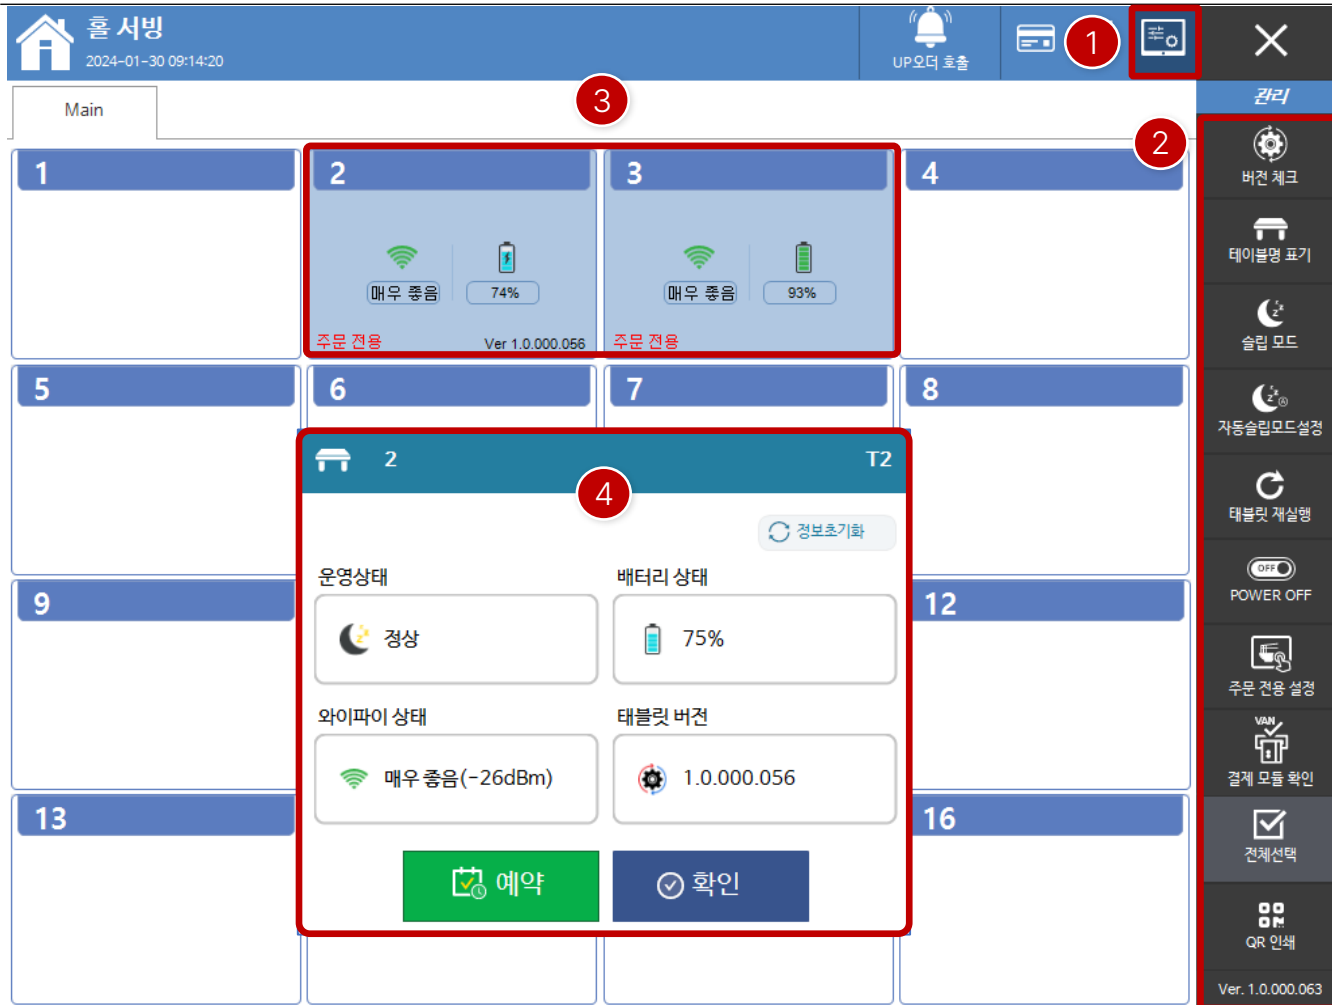 홀 서빙
2024-01-30 09:14:20
UP오더 호출
1
관리
Main
3
2
버전 체크
테이블명 표기
슬립 모드
자동슬립모드설정
태블릿 재실행
OFF
POWER OFF
주문 전용 설정
VAN
결제 모듈 확인
전체선택
QR 인쇄
Ver. 1.0.000.063
1
2
3
4
매우 좋음
74%
매우 좋음
93%
주문 전용
Ver 1.0.000.056
주문 전용
5
6
7
8
2
T2
4
정보초기화
운영상태
배터리 상태
정상
75%
와이파이 상태
태블릿 버전
매우 좋음(-26dBm)
1.0.000.056
예약
확인
9
12
13
16